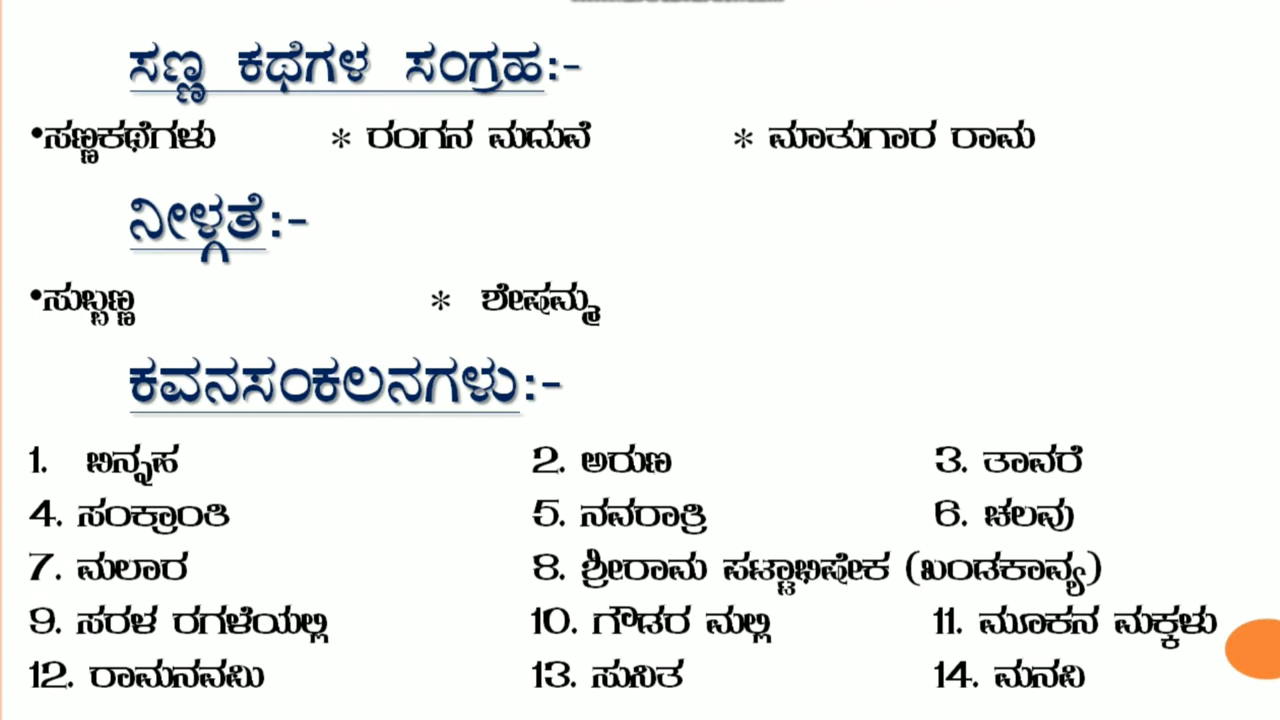 ಸಣ್ಣ ಕಥೆಗಳ ಸಂಗ್ರಹ:-
•ಸಣ್ಣಕಥೆಗಳು * ರಂಗನ ಮದುವೆ * ಮಾತುಗಾರ ರಾಮ
ನೀಳ್ಗತೆ:-
•ಸುಬ್ಬಣ್ಣ * ಶೇಷಮ್ಮ
ಕವನಸಂಕಲನಗಳು:-
1. ಬಿನ್ನಹ 2. ಅರುಣ 3. ತಾವರೆ
4. ಸಂಕ್ರಾಂತಿ 5. ನವರಾತ್ರಿ 6. ಚಲವು
7. ಮಲಾರ 8. ಶ್ರೀರಾಮ ಪಟ್ಟಾಭಿಷೇಕ (ಖಂಡಕಾವ್ಯ)
9. ಸರಳ ರಗಳೆಯಲ್ಲಿ 10. ಗೌಡರ ಮಲ್ಲಿ 11. ಮೂಕನ ಮಕ್ಕಳು
12. ರಾಮನವಮಿ 13. ಸುನಿತ 14. ಮನವಿ